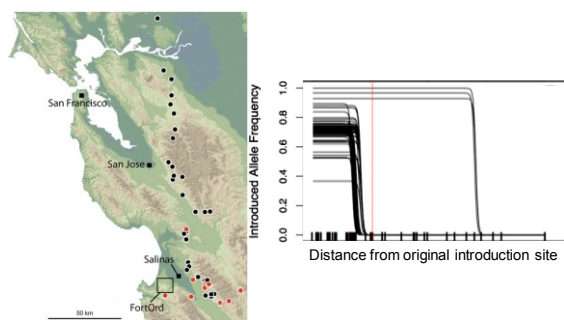 San Francisco
San Jose
Salinas
FortOrd
50 km
Introduced Allele Frequency
1.0
0.8
0.6
0.4
0.2
0.0
Distance from original introduction site